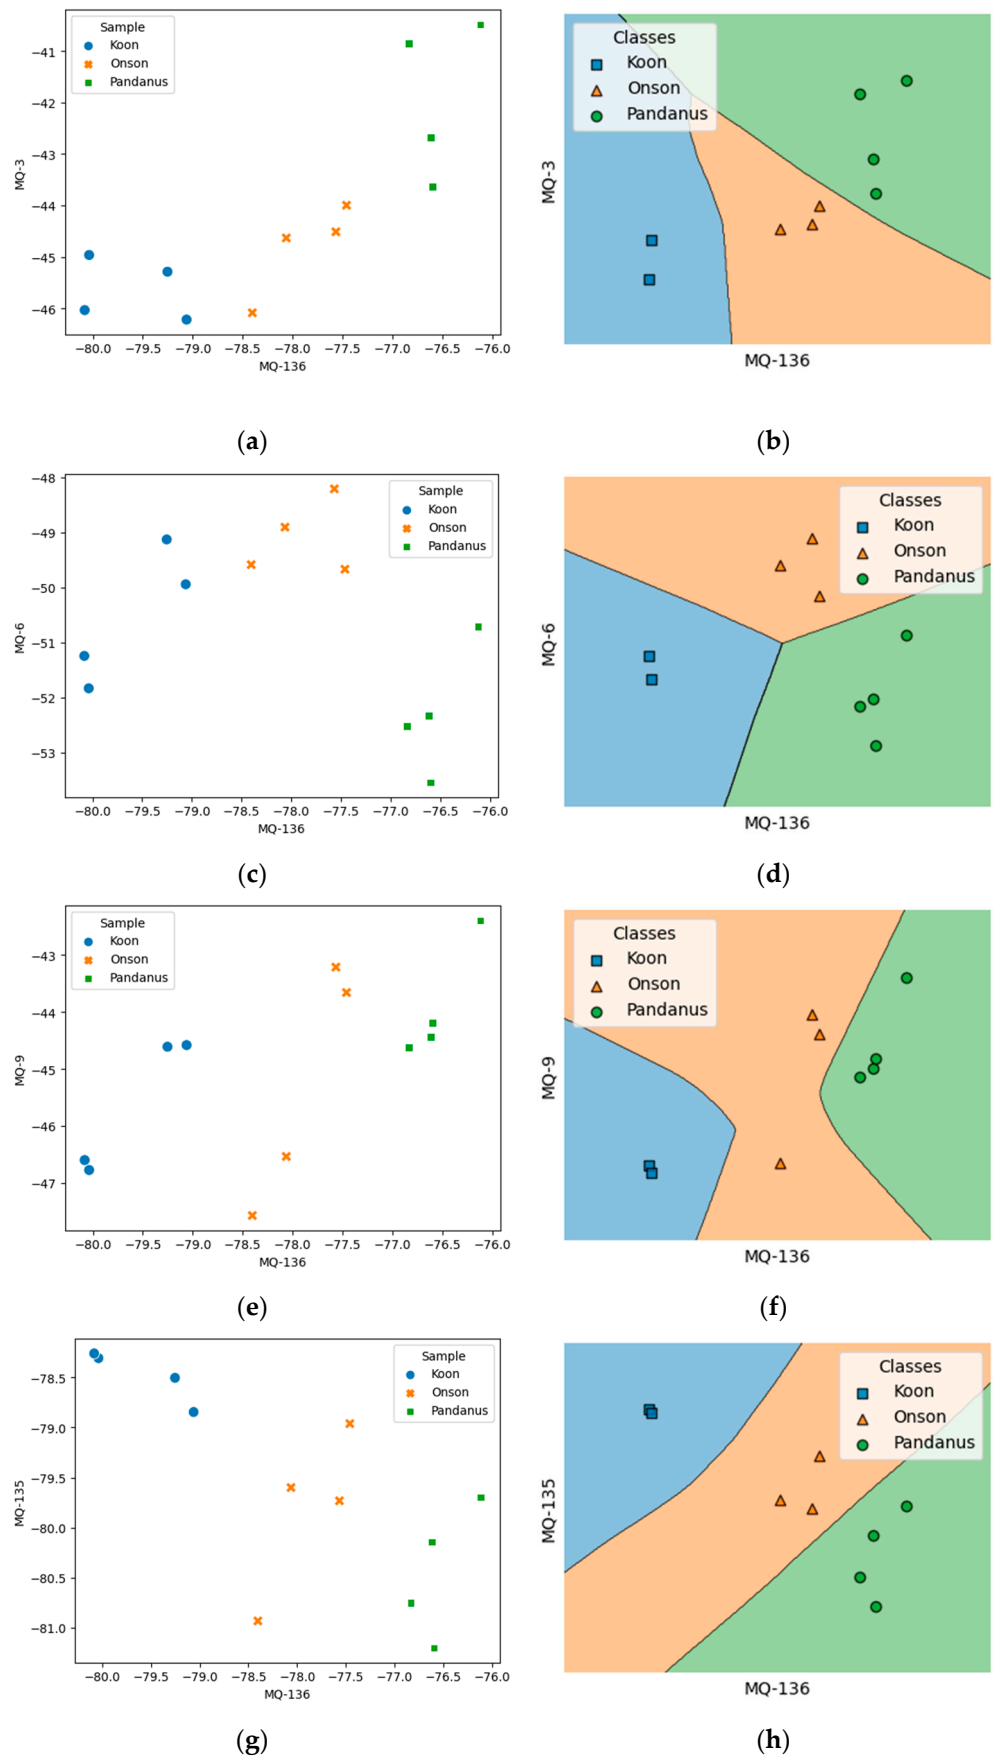 Sample
Koon
Onson
Pandanus
−41
−42
−43
−44
−45
−46
MQ-3
−80.0 −79.5 −79.0 −78.5 −78.0 −77.5 −77.0 −76.5 −76.0
MQ-136
(a)
Classes
Koon
Onson
Pandanus
MQ-3
MQ-136
(b)
Sample
Koon
Onson
Pandanus
−48
−49
−50
−51
−52
−53
MQ-6
−80.0 −79.5 −79.0 −78.5 −78.0 −77.5 −77.0 −76.5 −76.0
MQ-136
(c)
Classes
Koon
Onson
Pandanus
MQ-6
MQ-136
(d)
Sample
Koon
Onson
Pandanus
−43
−44
−45
−46
−47
MQ-9
−80.0 −79.5 −79.0 −78.5 −78.0 −77.5 −77.0 −76.5 −76.0
MQ-136
(e)
Classes
Koon
Onson
Pandanus
MQ-9
MQ-136
(f)
Sample
Koon
Onson
Pandanus
−78.5
−79.0
−79.5
−80.0
−80.5
−81.0
MQ-135
−80.0 −79.5 −79.0 −78.5 −78.0 −77.5 −77.0 −76.5 −76.0
MQ-136
(g)
Classes
Koon
Onson
Pandanus
MQ-135
MQ-136
(h)